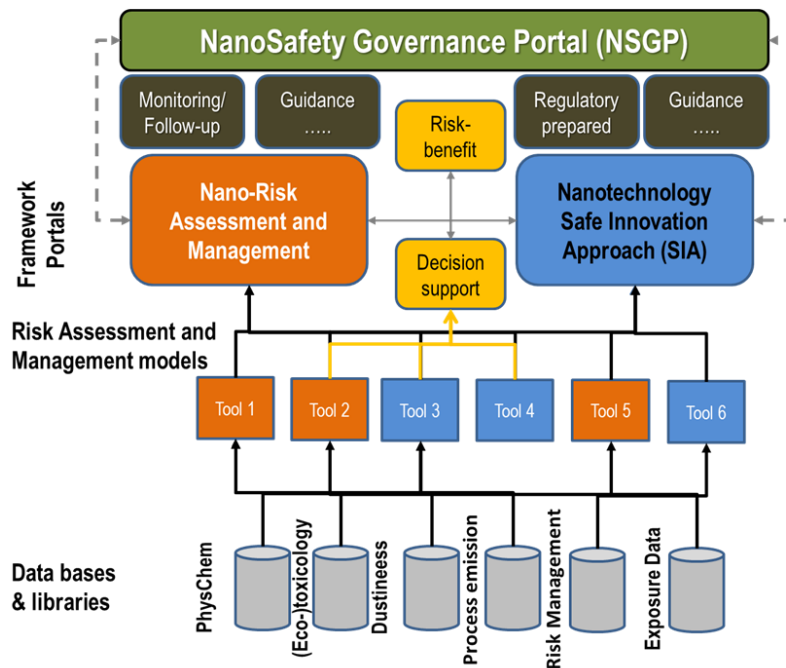 NanoSafety Governance Portal (NSGP)
Monitoring/
Follow-up
Guidance
.....
Risk-
benefit
Regulatory
prepared
Guidance
.....
Framework
Portals
Nano-Risk
Assessment and
Management
Nanotechnology
Safe Innovation
Approach (SIA)
Decision
support
Risk Assessment and
Management models
Tool 1
Tool 2
Tool 3
Tool 4
Tool 5
Tool 6
Data bases
& libraries
PhysChem
(Eco-)toxicology
Dustineess
Process emission
Risk Management
Exposure Data